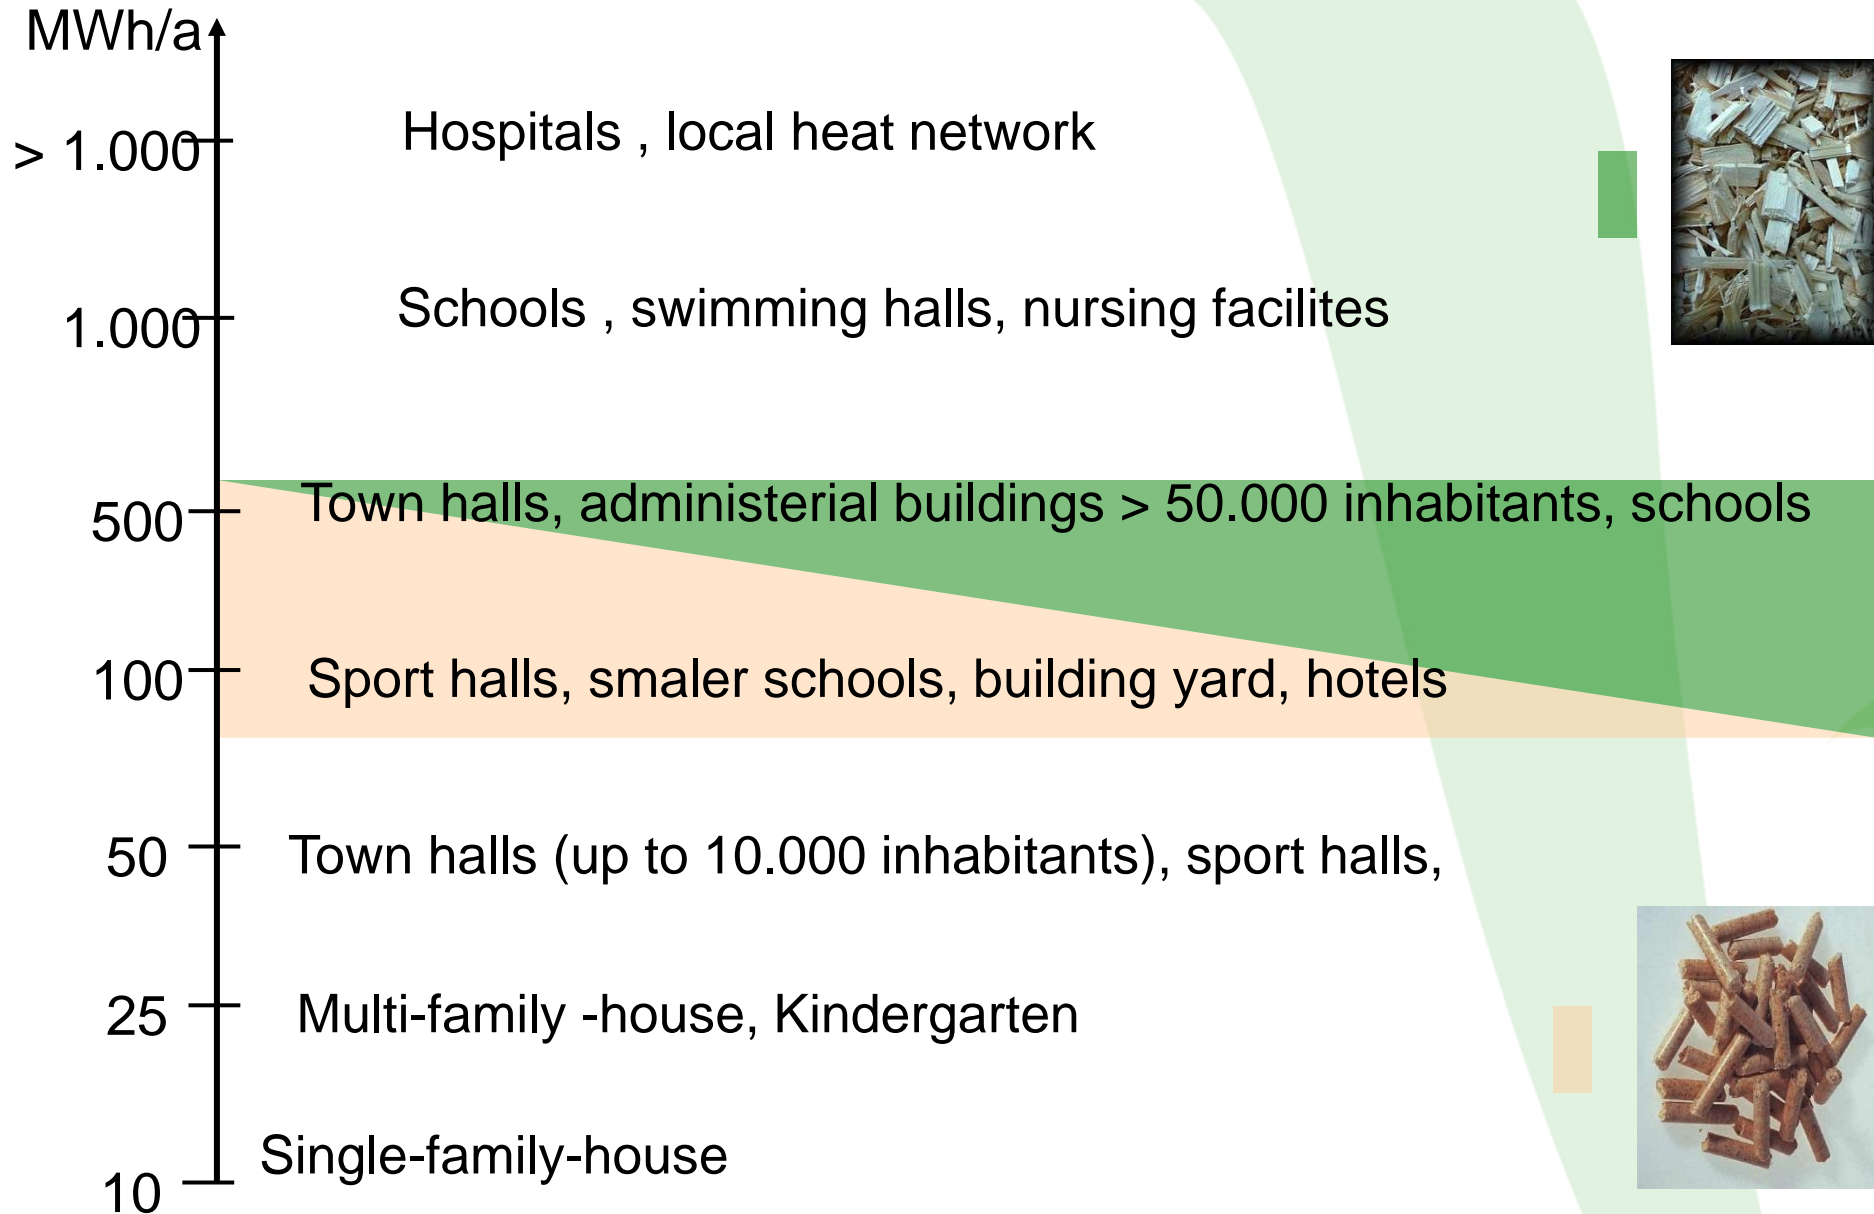 MWh/a
> 1.000 Hospitals , local heat network
1.000 Schools , swimming halls, nursing facilites
500 Town halls, administerial buildings > 50.000 inhabitants, schools
100 Sport halls, smaler schools, building yard, hotels
50 Town halls (up to 10.000 inhabitants), sport halls,
25 Multi-family -house, Kindergarten
10 Single-family-house